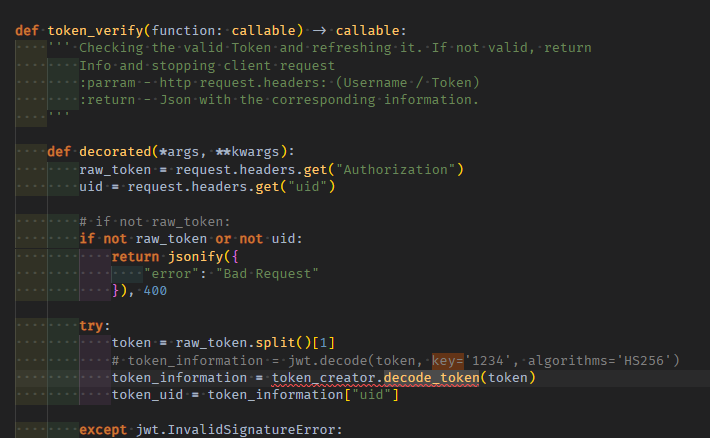 def token_verify(function: callable) -> callable:
    ''' Checking the valid Token and refreshing it. If not valid, return
        Info and stopping client request
        :parram - http request.headers: (Username / Token)
        :return - Json with the corresponding information.
    '''
    def decorated(*args, **kwargs):
        raw_token = request.headers.get("Authorization")
        uid = request.headers.get("uid")
        # if not raw_token:
        if not raw_token or not uid:
            return jsonify({
                "error": "Bad Request"
            }), 400
        try:
            token = raw_token.split()[1]
            # token_information = jwt.decode(token, key='1234', algorithms='HS256')
            token_information = token_creator.decode_token(token)
            token_uid = token_information["uid"]
        except jwt.InvalidSignatureError: